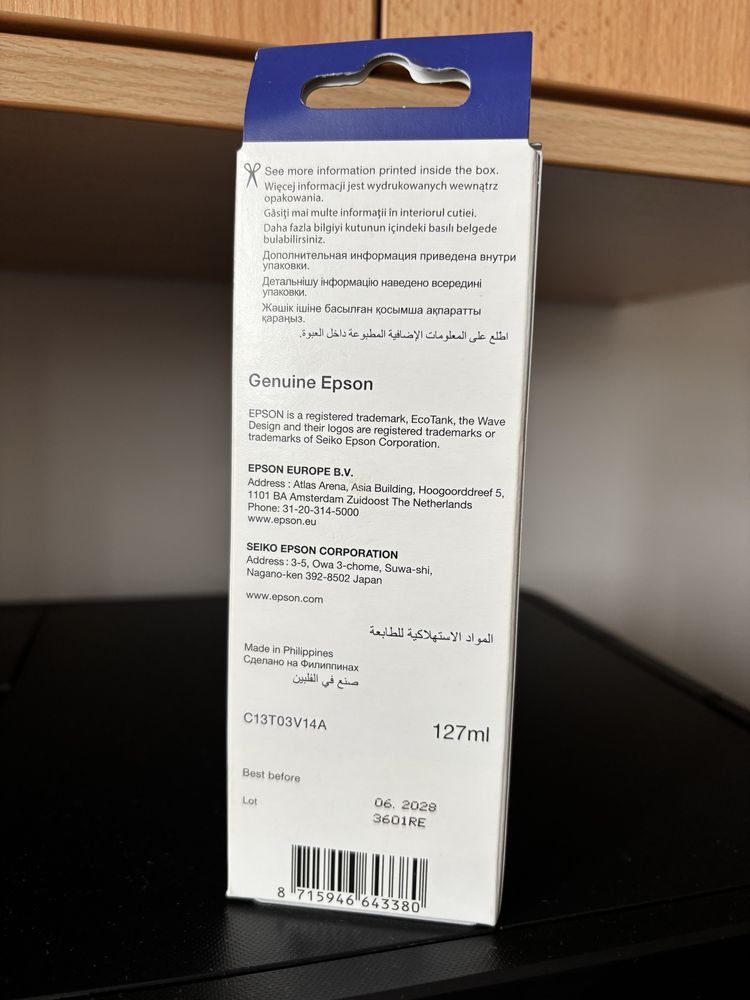 See more information printed inside the box.
Więcej informacji jest wydrukowanych wewnątrz
opakowania.
Găsiți mai multe informații în interiorul cutiei.
Daha fazla bilgiyi kutunun içindeki basılı belgede
bulabilirsiniz.
Дополнительная информация приведена внутри
упаковки.
Детальнішу інформацію наведено всередині
упаковки.
Жәшік ішіне басылған қосымша ақпаратты
қараңыз.
اطلع على المعلومات الإضافية المطبوعة داخل العبوة.
Genuine Epson
EPSON is a registered trademark, EcoTank, the Wave
Design and their logos are registered trademarks or
trademarks of Seiko Epson Corporation.
EPSON EUROPE B.V.
Address : Atlas Arena, Asia Building, Hoogoorddreef 5,
1101 BA Amsterdam Zuidoost The Netherlands
Phone: 31-20-314-5000
www.epson.eu
SEIKO EPSON CORPORATION
Address : 3-5, Owa 3-chome, Suwa-shi,
Nagano-ken 392-8502 Japan
www.epson.com
المواد الاستهلاكية للطابعة
Made in Philippines
Сделано на Филиппинах
صنع في الفلبين
C13T03V14A 127ml
Best before 06. 2028
Lot 3601RE
8 715946 643380